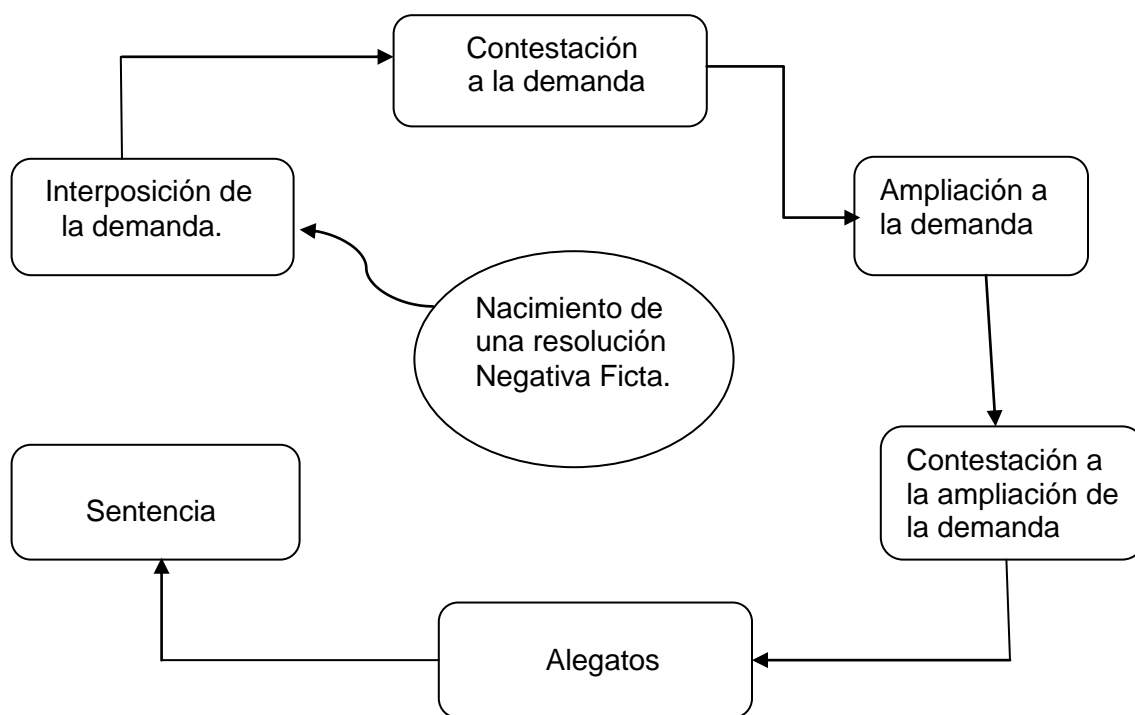 Contestación
a la demanda
Interposición de
la demanda.
Ampliación a
la demanda
Nacimiento de
una resolución
Negativa Ficta.
Contestación a
la ampliación de
la demanda
Sentencia
Alegatos